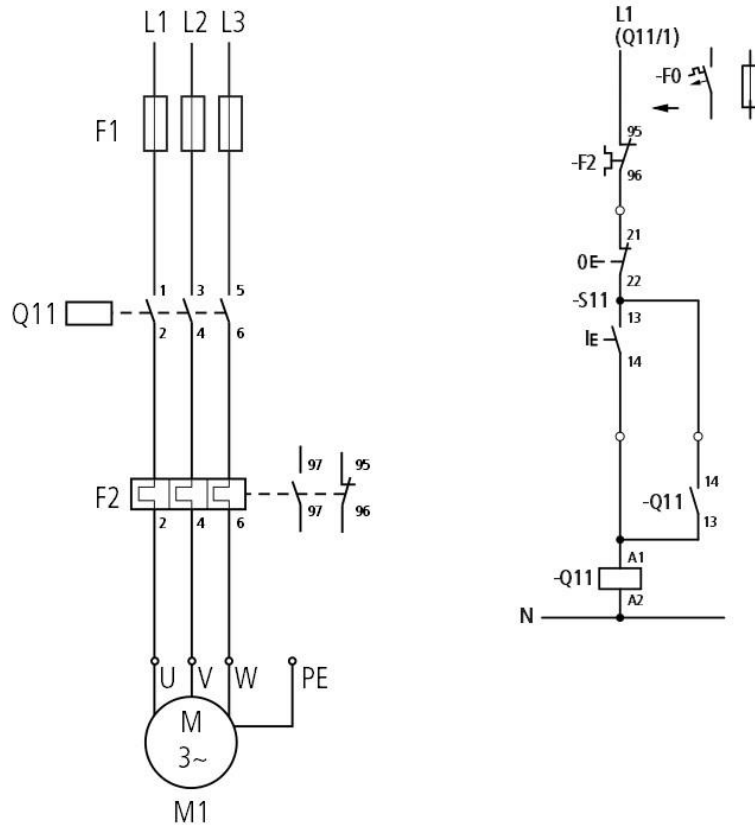 L1 L2 L3
F1
Q11
1 3 5
2 4 6
F2
97 95
97 96
2 4 6
U V W PE
M
3~
M1
L1
(Q11/1)
-F0
95
-F2
96
21
0E
22
-S11
13
IE
14
14
-Q11
13
A1
-Q11
A2
N